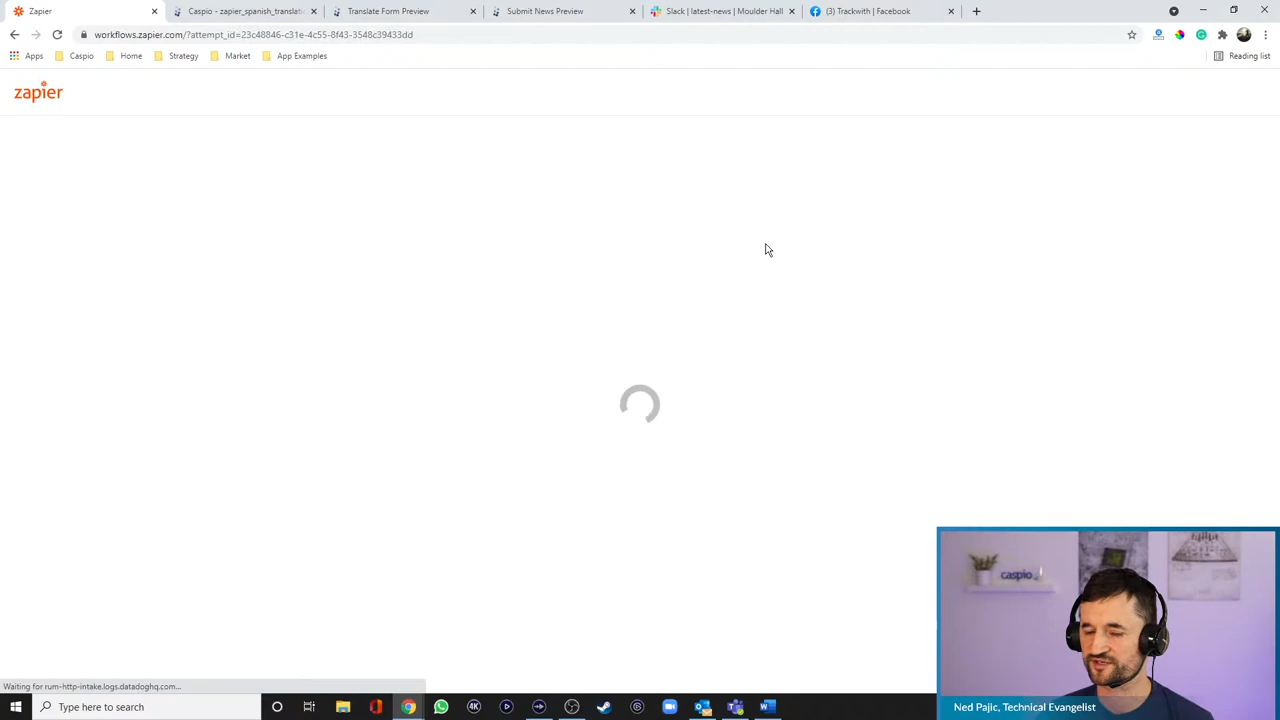 Zapier
Caspio - zapier_spanish_translati
Translate Form Preview
Submit News Preview
Slack | latest-news | Moulder Hall
(3) Trackwith | Facebook
workflows.zapier.com/?attempt_id=23c48846-c31e-4c55-8f43-3548c39433dd
Apps
Caspio
Home
Strategy
Market
App Examples
Reading list
zapier
caspio
Waiting for rum-http-intake.logs.datadoghq.com...
Type here to search
4K
Ned Pajic, Technical Evangelist